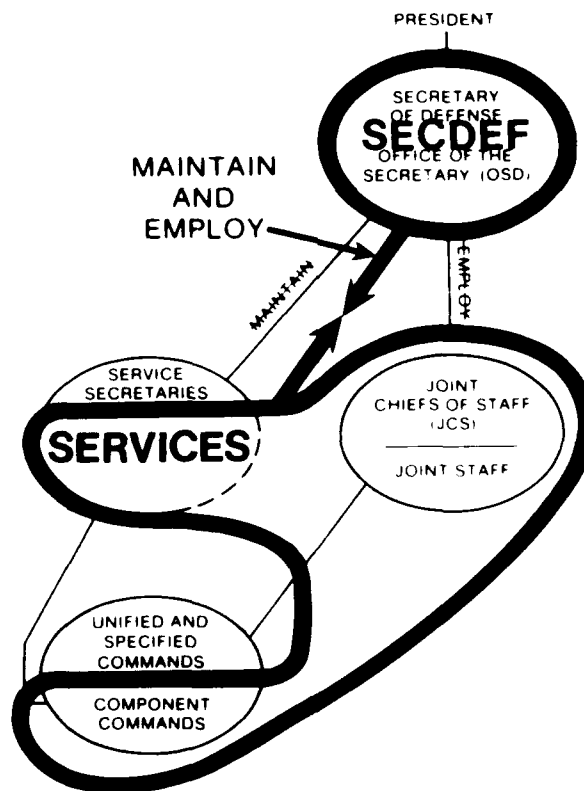 PRESIDENT
SECRETARY
OF DEFENSE
SECDEF
OFFICE OF THE
SECRETARY (OSD)
MAINTAIN
AND
EMPLOY
MAINTAIN
EMPLOY
SERVICE
SECRETARIES
SERVICES
JOINT
CHIEFS OF STAFF
(JCS)
JOINT STAFF
UNIFIED AND
SPECIFIED
COMMANDS
COMPONENT
COMMANDS